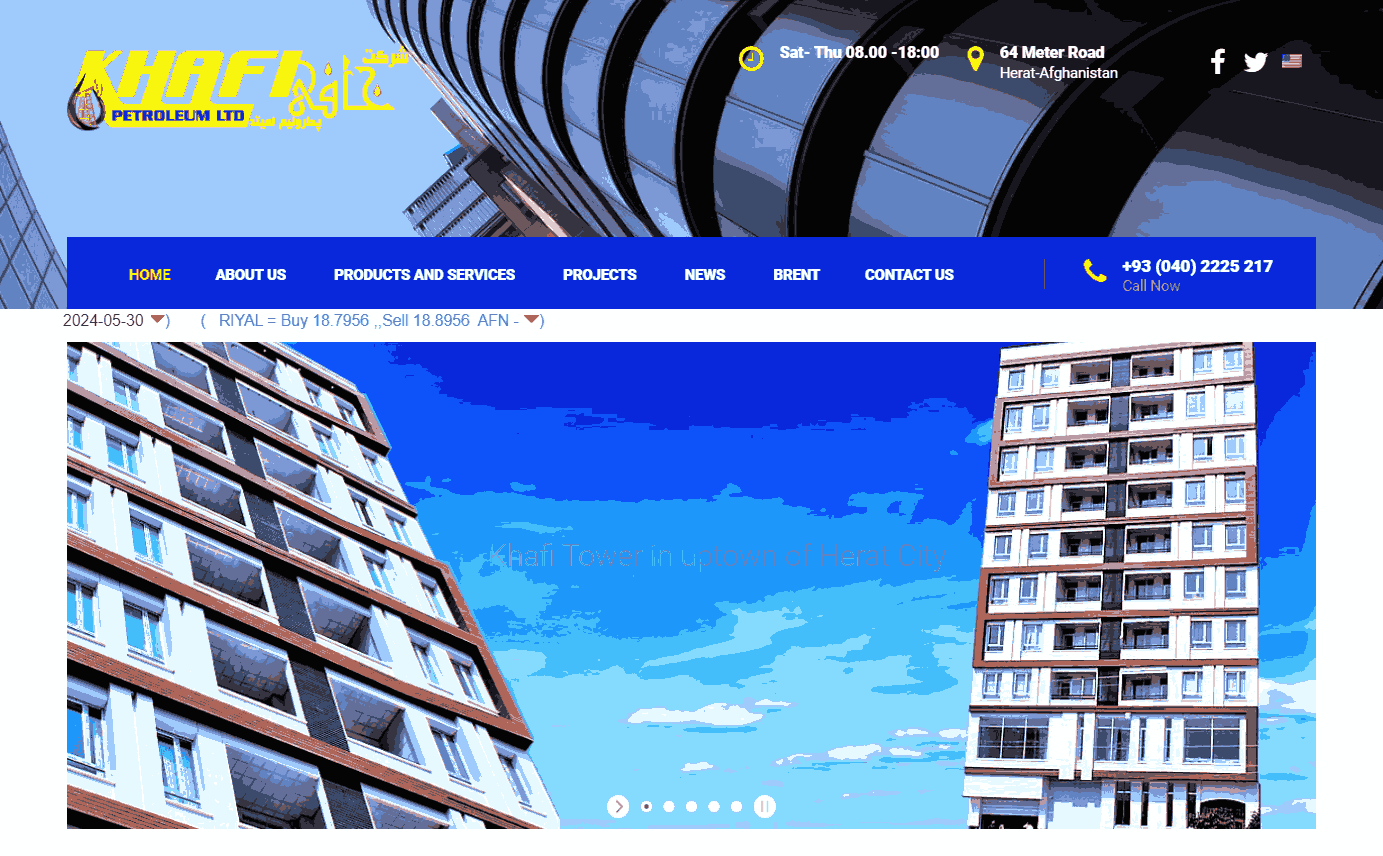 KHAFI
شرکت
خافی
PETROLEUM LTD
پطرولیم لمیتد
Sat- Thu 08.00 -18:00
64 Meter Road
Herat-Afghanistan
HOME
ABOUT US
PRODUCTS AND SERVICES
PROJECTS
NEWS
BRENT
CONTACT US
+93 (040) 2225 217
Call Now
2024-05-30 ) ( RIYAL = Buy 18.7956 ,,Sell 18.8956 AFN - )
Khafi Tower in uptown of Herat City